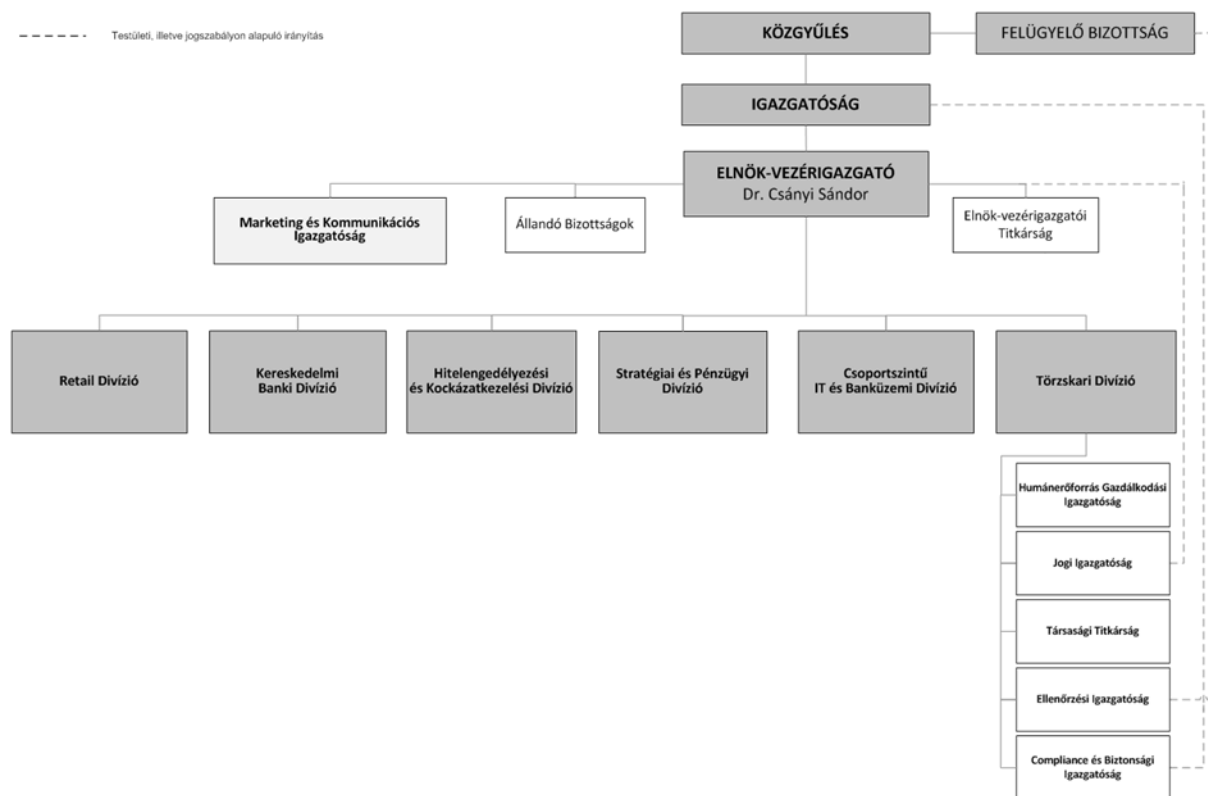 Testületi, illetve jogszabályon alapuló irányítás
KÖZGYŰLÉS
FELÜGYELŐ BIZOTTSÁG
IGAZGATÓSÁG
ELNÖK-VEZÉRIGAZGATÓ
Dr. Csányi Sándor
Marketing és Kommunikációs
Igazgatóság
Állandó Bizottságok
Elnök-vezérigazgatói
Titkárság
Retail Divízió
Kereskedelmi
Banki Divízió
Hitelengedélyezési
és Kockázatkezelési Divízió
Stratégiai és Pénzügyi
Divízió
Csoportszintű
IT és Banküzemi Divízió
Törzskari Divízió
Humánerőforrás Gazdálkodási
Igazgatóság
Jogi Igazgatóság
Társasági Titkárság
Ellenőrzési Igazgatóság
Compliance és Biztonsági
Igazgatóság